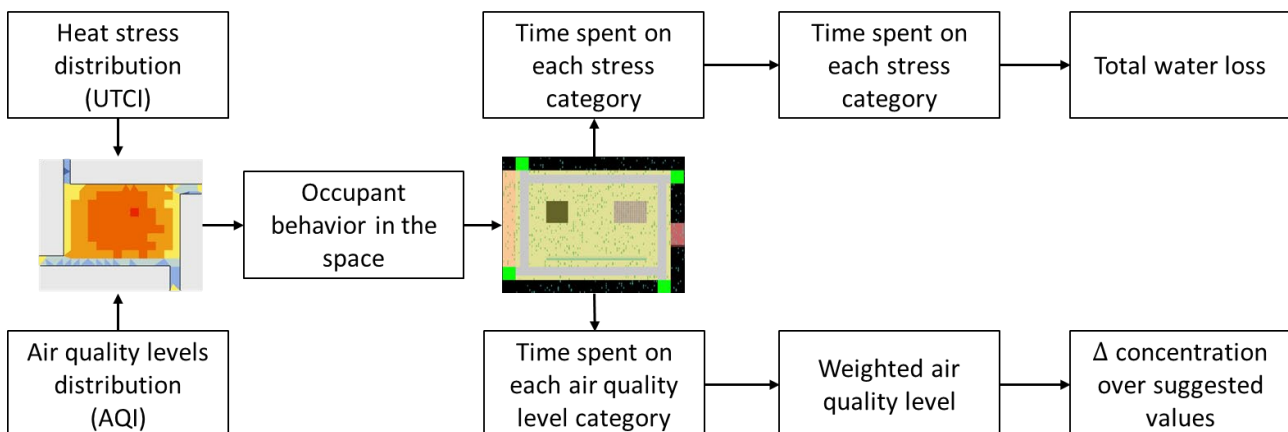 Heat stress
distribution
(UTCI)
Time spent on
each stress
category
Time spent on
each stress
category
Total water loss
Occupant
behavior in the
space
Air quality levels
distribution
(AQI)
Time spent on
each air quality
level category
Weighted air
quality level
Δ concentration
over suggested
values